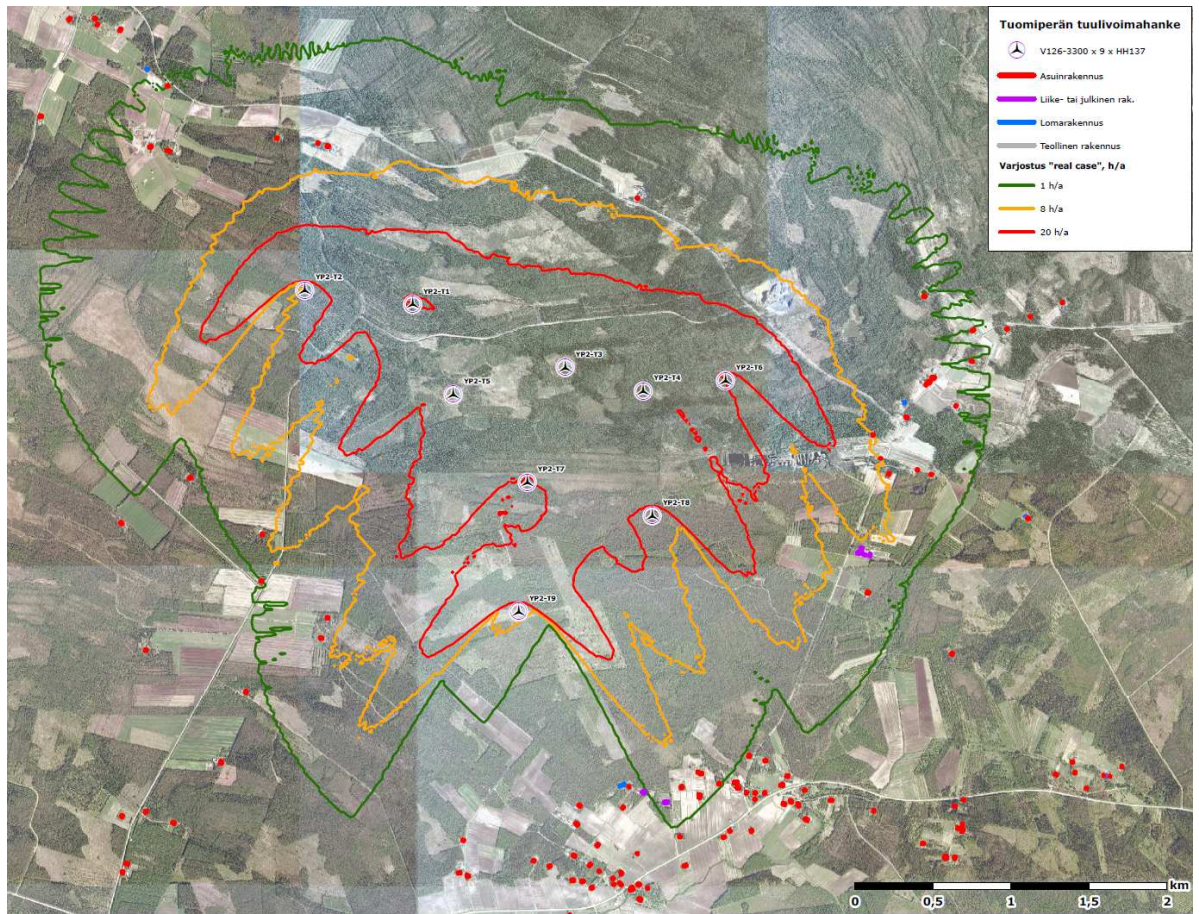 Tuomiperän tuulivoimahanke
V126-3300 x 9 x HH137
Asuinrakennus
Liike- tai julkinen rak.
Lomarakennus
Teollinen rakennus
Varjostus "real case", h/a
1 h/a
8 h/a
20 h/a
YP2-T2
YP2-T1
YP2-T3
YP2-T6
YP2-T4
YP2-T5
YP2-T7
YP2-T8
YP2-T9
km
0 0,5 1 1,5 2